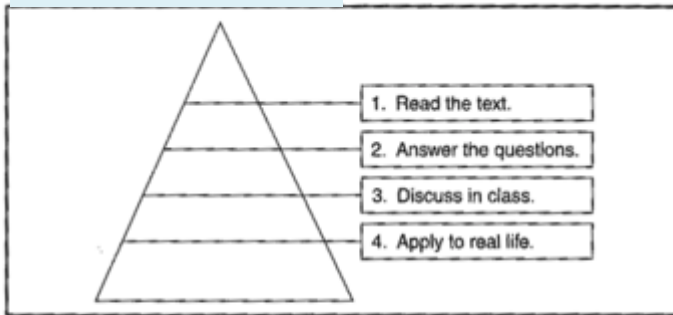 1. Read the text.
2. Answer the questions.
3. Discuss in class.
4. Apply to real life.